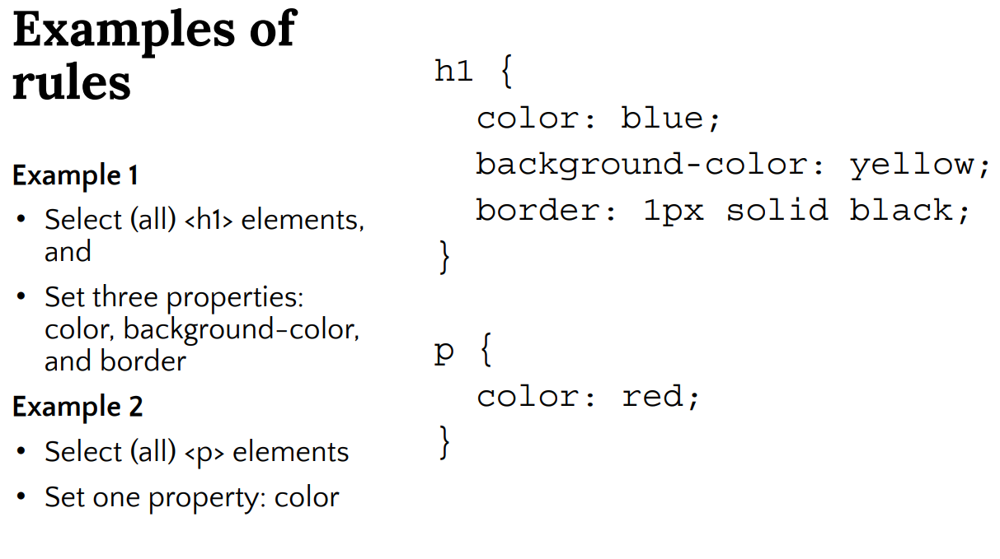 Examples of
rules
Example 1
• Select (all) <h1> elements,
and
• Set three properties:
color, background-color,
and border
Example 2
• Select (all) <p> elements
• Set one property: color
h1 {
  color: blue;
  background-color: yellow;
  border: 1px solid black;
}
p {
  color: red;
}